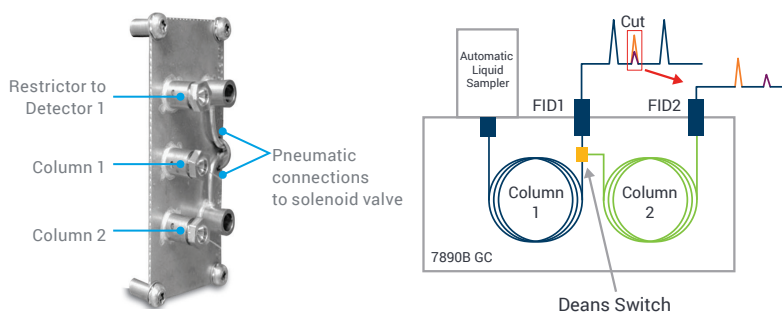 Restrictor to
Detector 1
Column 1
Column 2
Pneumatic
connections
to solenoid valve
Cut
Automatic
Liquid
Sampler
FID1
FID2
Column
1
Column
2
7890B GC
Deans Switch